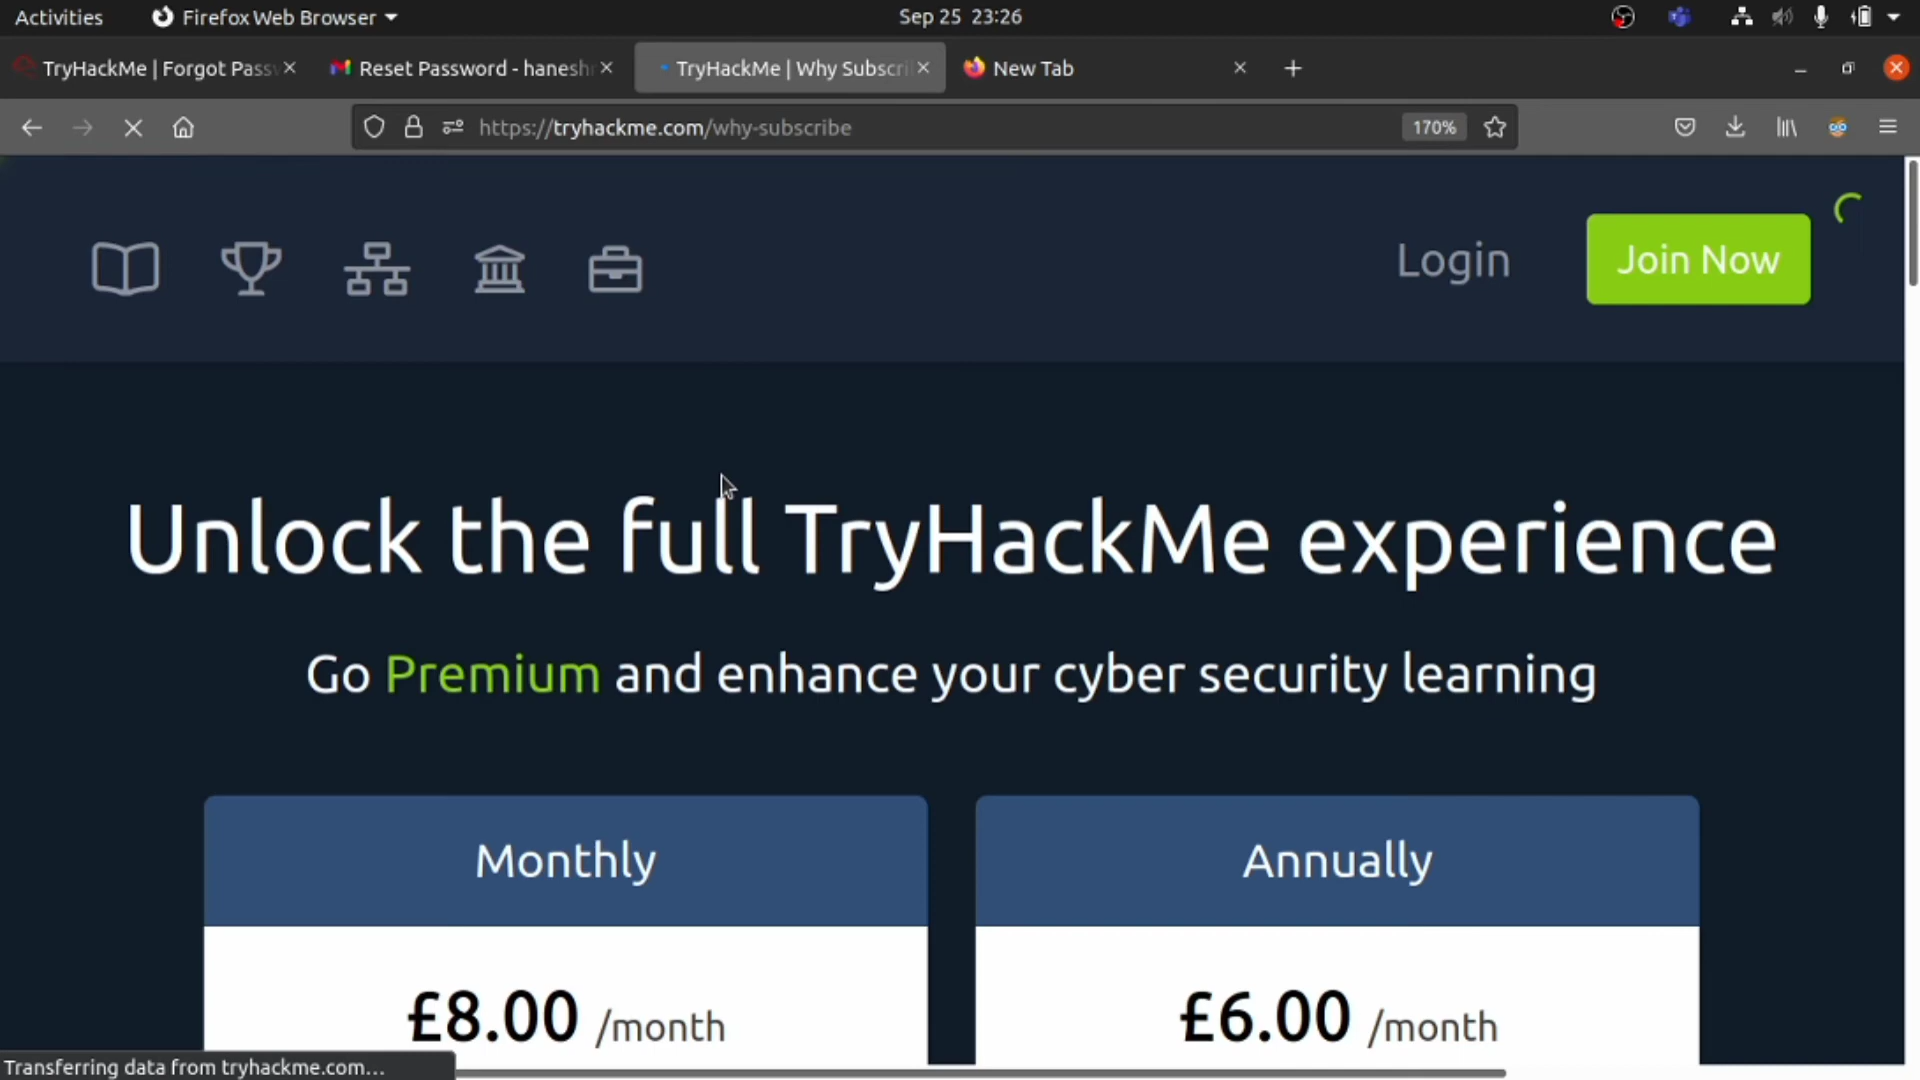 Activities Firefox Web Browser Sep 25 23:26
TryHackMe | Forgot Pass Reset Password - hanesh TryHackMe | Why Subscri New Tab
https://tryhackme.com/why-subscribe 170%
Login Join Now
Unlock the full TryHackMe experience
Go Premium and enhance your cyber security learning
Monthly Annually
£8.00 /month £6.00 /month
Transferring data from tryhackme.com...